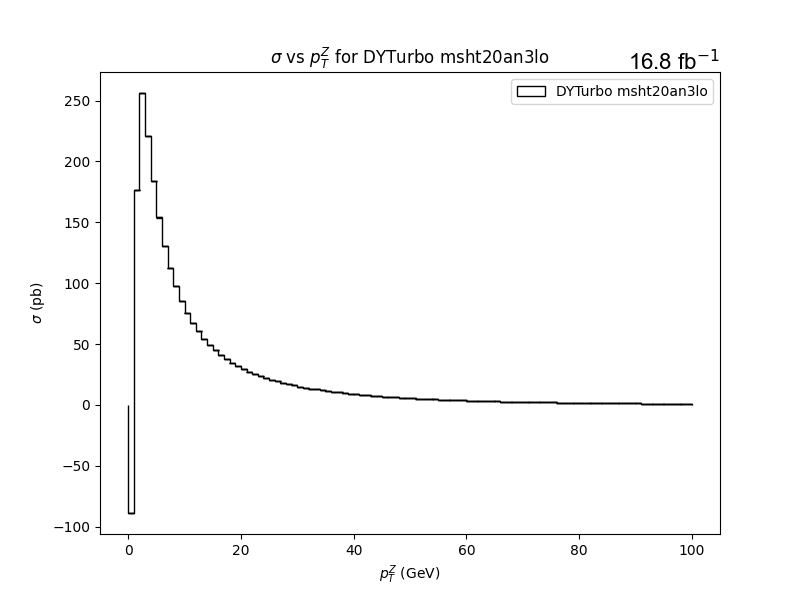 σ vs p_T^Z for DYTurbo msht20an3lo
16.8 fb⁻¹
DYTurbo msht20an3lo
250
200
150
100
50
0
−50
−100
σ (pb)
0 20 40 60 80 100
p_T^Z (GeV)